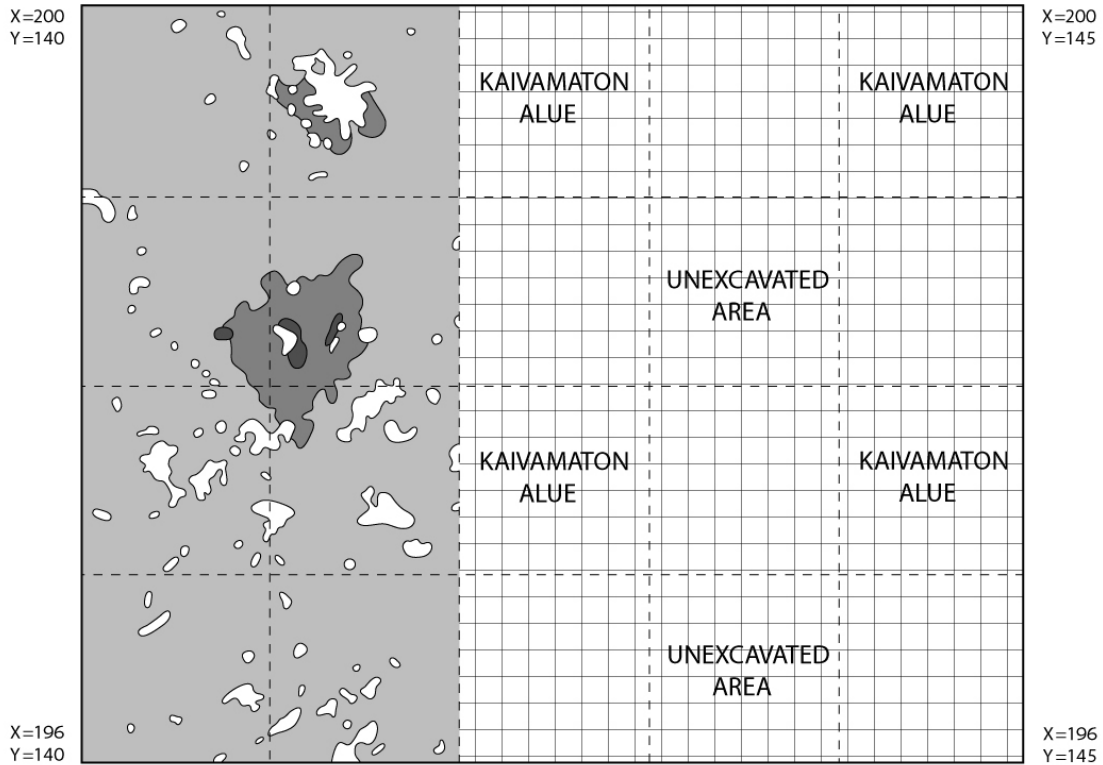 X=200
Y=140
X=200
Y=145
KAIVAMATON
ALUE
KAIVAMATON
ALUE
UNEXCAVATED
AREA
KAIVAMATON
ALUE
KAIVAMATON
ALUE
UNEXCAVATED
AREA
X=196
Y=140
X=196
Y=145